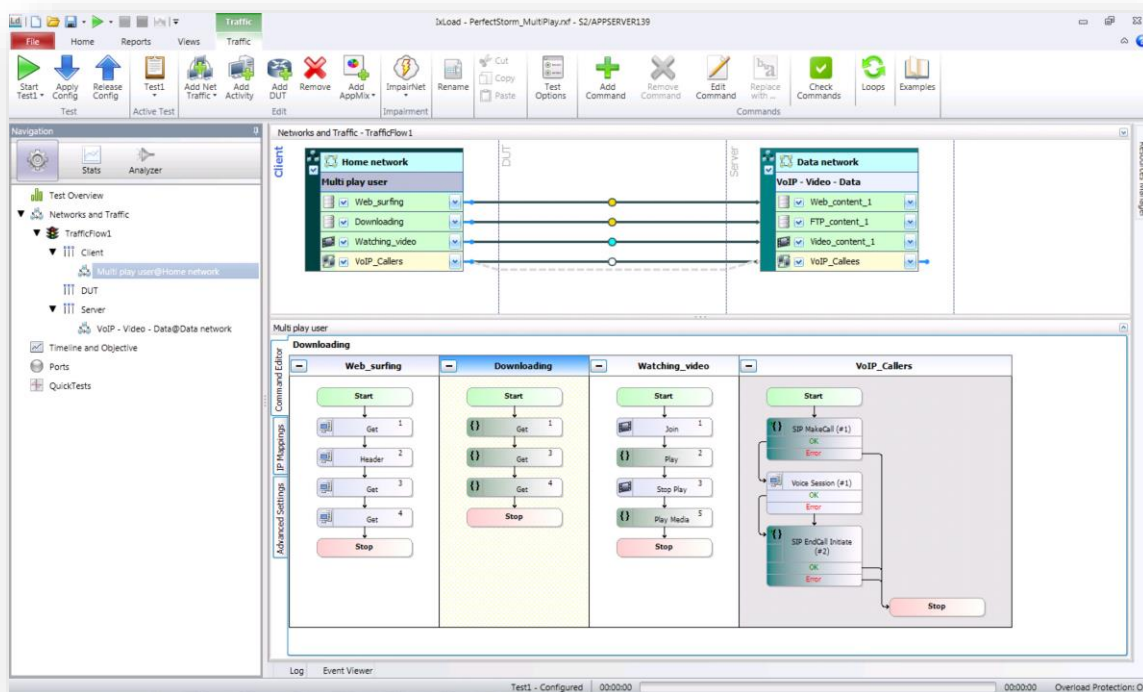 IxLoad - PerfectStorm_MultiPlay.rxf - S2/APPSERVER139
Traffic
File Home Reports Views Traffic
Start Test1
Apply Config
Release Config
Test1
Add Net Traffic
Add Activity
Add DUT
Remove
Add AppMix
ImpairNet
Rename
Cut
Copy
Paste
Test Options
Add Command
Remove Command
Edit Command
Replace with ...
Check Commands
Loops
Examples
Test Active Test Edit Impairment Commands
Navigation
Stats Analyzer
Test Overview
Networks and Traffic
TrafficFlow1
Client
Multi play user@Home network
DUT
Server
VoIP - Video - Data@Data network
Timeline and Objective
Ports
QuickTests
Networks and Traffic - TrafficFlow1
Client
DUT
Server
Home network
Multi play user
Web_surfing
Downloading
Watching_video
VoIP_Callers
Data network
VoIP - Video - Data
Web_content_1
FTP_content_1
Video_content_1
VoIP_Callees
Multi play user
Command Editor
IP Mappings
Advanced Settings
Downloading
Web_surfing
Start
Get 1
Header 2
Get 3
Get 4
Stop
Downloading
Start
Get 1
Get 3
Get 4
Stop
Watching_video
Start
Join 1
Play 2
Stop Play 3
Play Media 5
Stop
VoIP_Callers
Start
SIP MakeCall (#1)
OK
Error
Voice Session (#1)
OK
Error
SIP EndCall Initiate
(#2)
OK
Error
Stop
Log Event Viewer
Test1 - Configured 00:00:00 00:00:00 Overload Protection: